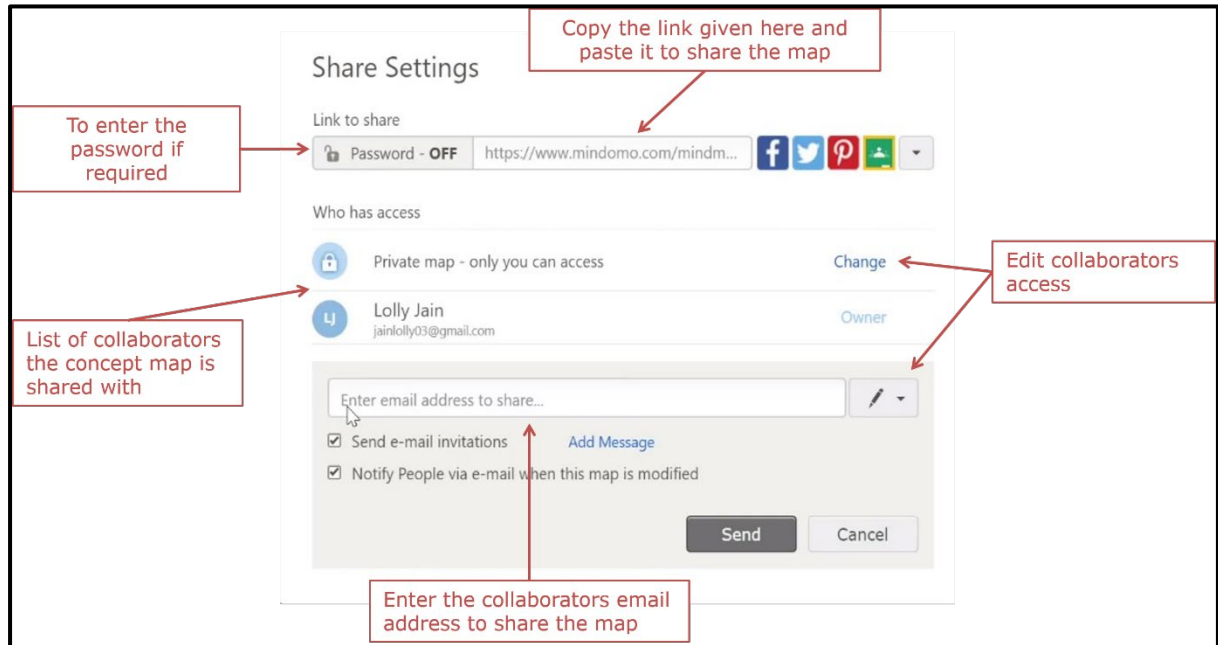 Copy the link given here and
paste it to share the map
Share Settings
Link to share
To enter the
password if
required
Password - OFF
https://www.mindomo.com/mindm...
Who has access
Private map - only you can access
Change
Edit collaborators
access
LJ
Lolly Jain
jainlolly03@gmail.com
Owner
List of collaborators
the concept map is
shared with
Enter email address to share...
Send e-mail invitations
Add Message
Notify People via e-mail when this map is modified
Send
Cancel
Enter the collaborators email
address to share the map